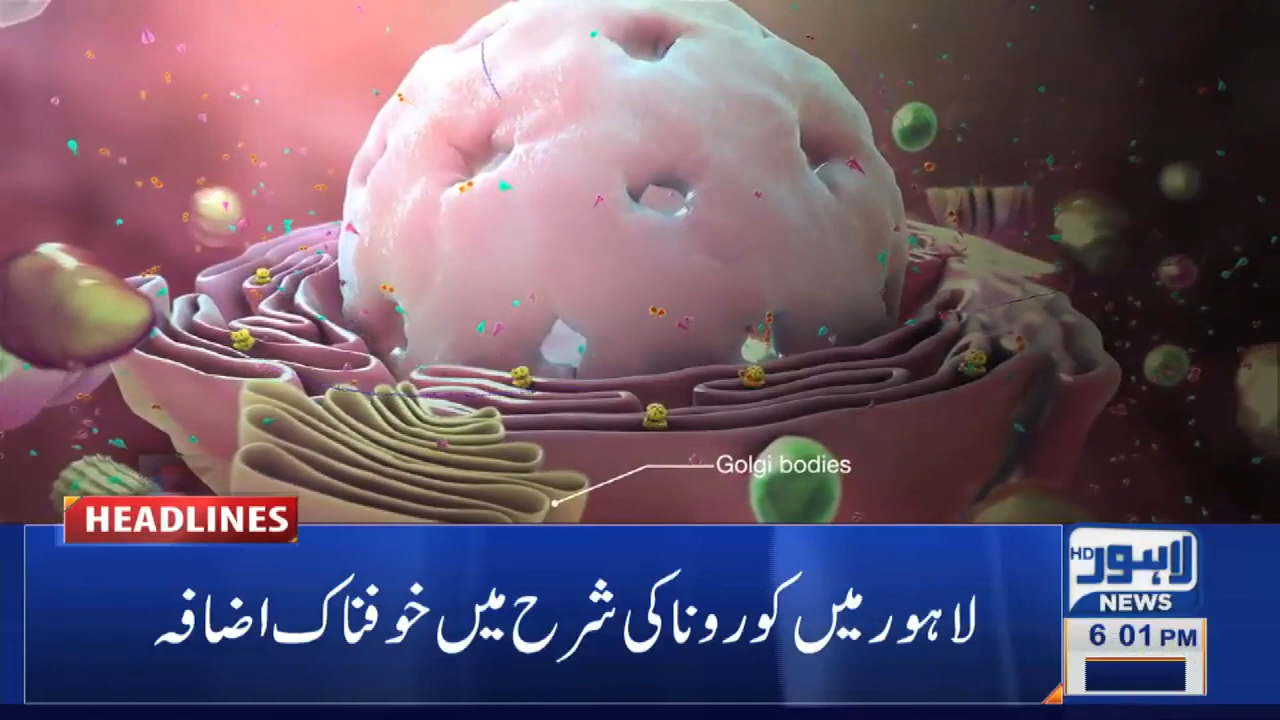 Golgi bodies
HEADLINES
لاہور میں کورونا کی شرح میں خوفناک اضافہ
HD لاہور
NEWS
6 01 PM